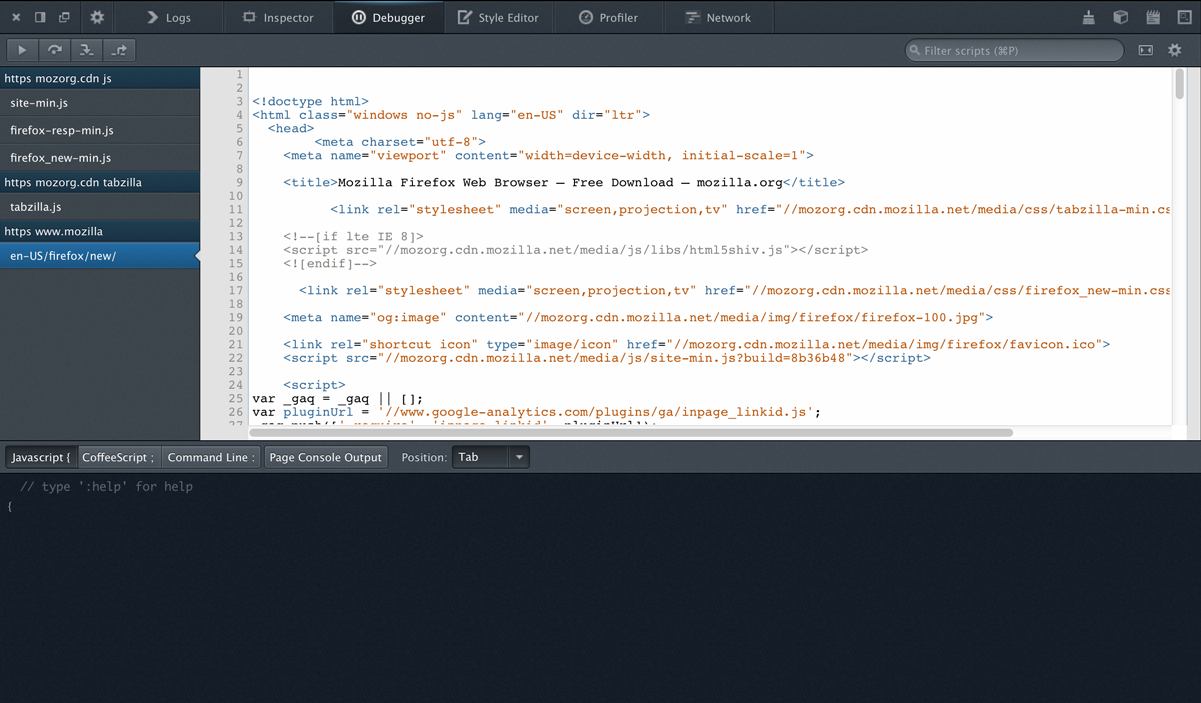 Logs Inspector Debugger Style Editor Profiler Network
Filter scripts (⌘P)
https mozorg.cdn js
site-min.js
firefox-resp-min.js
firefox_new-min.js
https mozorg.cdn tabzilla
tabzilla.js
https www.mozilla
en-US/firefox/new/
1
2
3 <!doctype html>
4 <html class="windows no-js" lang="en-US" dir="ltr">
5 <head>
6 <meta charset="utf-8">
7 <meta name="viewport" content="width=device-width, initial-scale=1">
8
9 <title>Mozilla Firefox Web Browser — Free Download — mozilla.org</title>
10
11 <link rel="stylesheet" media="screen,projection,tv" href="//mozorg.cdn.mozilla.net/media/css/tabzilla-min.cs
12
13 <!--[if lte IE 8]>
14 <script src="//mozorg.cdn.mozilla.net/media/js/libs/html5shiv.js"></script>
15 <![endif]-->
16
17 <link rel="stylesheet" media="screen,projection,tv" href="//mozorg.cdn.mozilla.net/media/css/firefox_new-min.css
18
19 <meta name="og:image" content="//mozorg.cdn.mozilla.net/media/img/firefox/firefox-100.jpg">
20
21 <link rel="shortcut icon" type="image/icon" href="//mozorg.cdn.mozilla.net/media/img/firefox/favicon.ico">
22 <script src="//mozorg.cdn.mozilla.net/media/js/site-min.js?build=8b36b48"></script>
23
24 <script>
25 var _gaq = _gaq || [];
26 var pluginUrl = '//www.google-analytics.com/plugins/ga/inpage_linkid.js';
Javascript { CoffeeScript ; Command Line : Page Console Output Position: Tab
// type ':help' for help
{